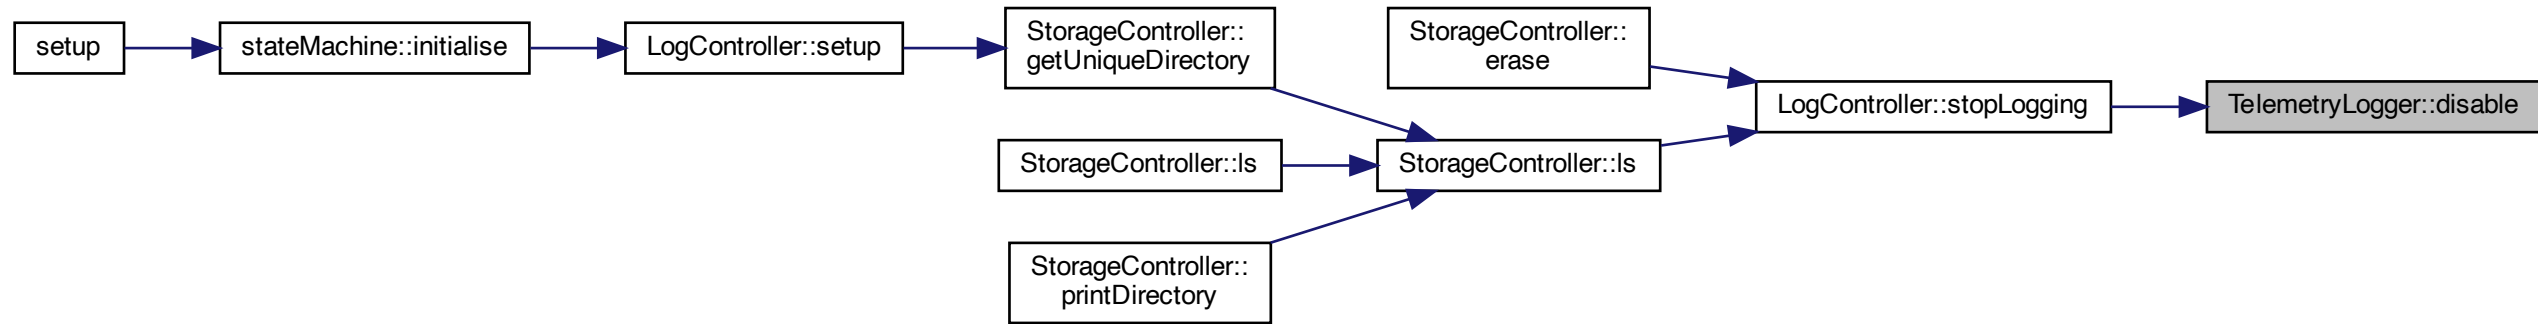 setup
stateMachine::initialise
LogController::setup
StorageController::
getUniqueDirectory
StorageController::ls
StorageController::
printDirectory
StorageController::
erase
StorageController::ls
LogController::stopLogging
TelemetryLogger::disable